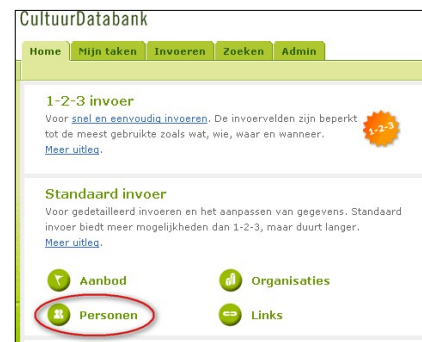 CultuurDatabank
Home Mijn taken Invoeren Zoeken Admin
1-2-3 invoer
Voor snel en eenvoudig invoeren. De invoervelden zijn beperkt
tot de meest gebruikte zoals wat, wie, waar en wanneer.
1-2-3
Meer uitleg.
Standaard invoer
Voor gedetailleerd invoeren en het aanpassen van gegevens. Standaard
invoer biedt meer mogelijkheden dan 1-2-3, maar duurt langer.
Meer uitleg.
Aanbod Organisaties
Personen Links